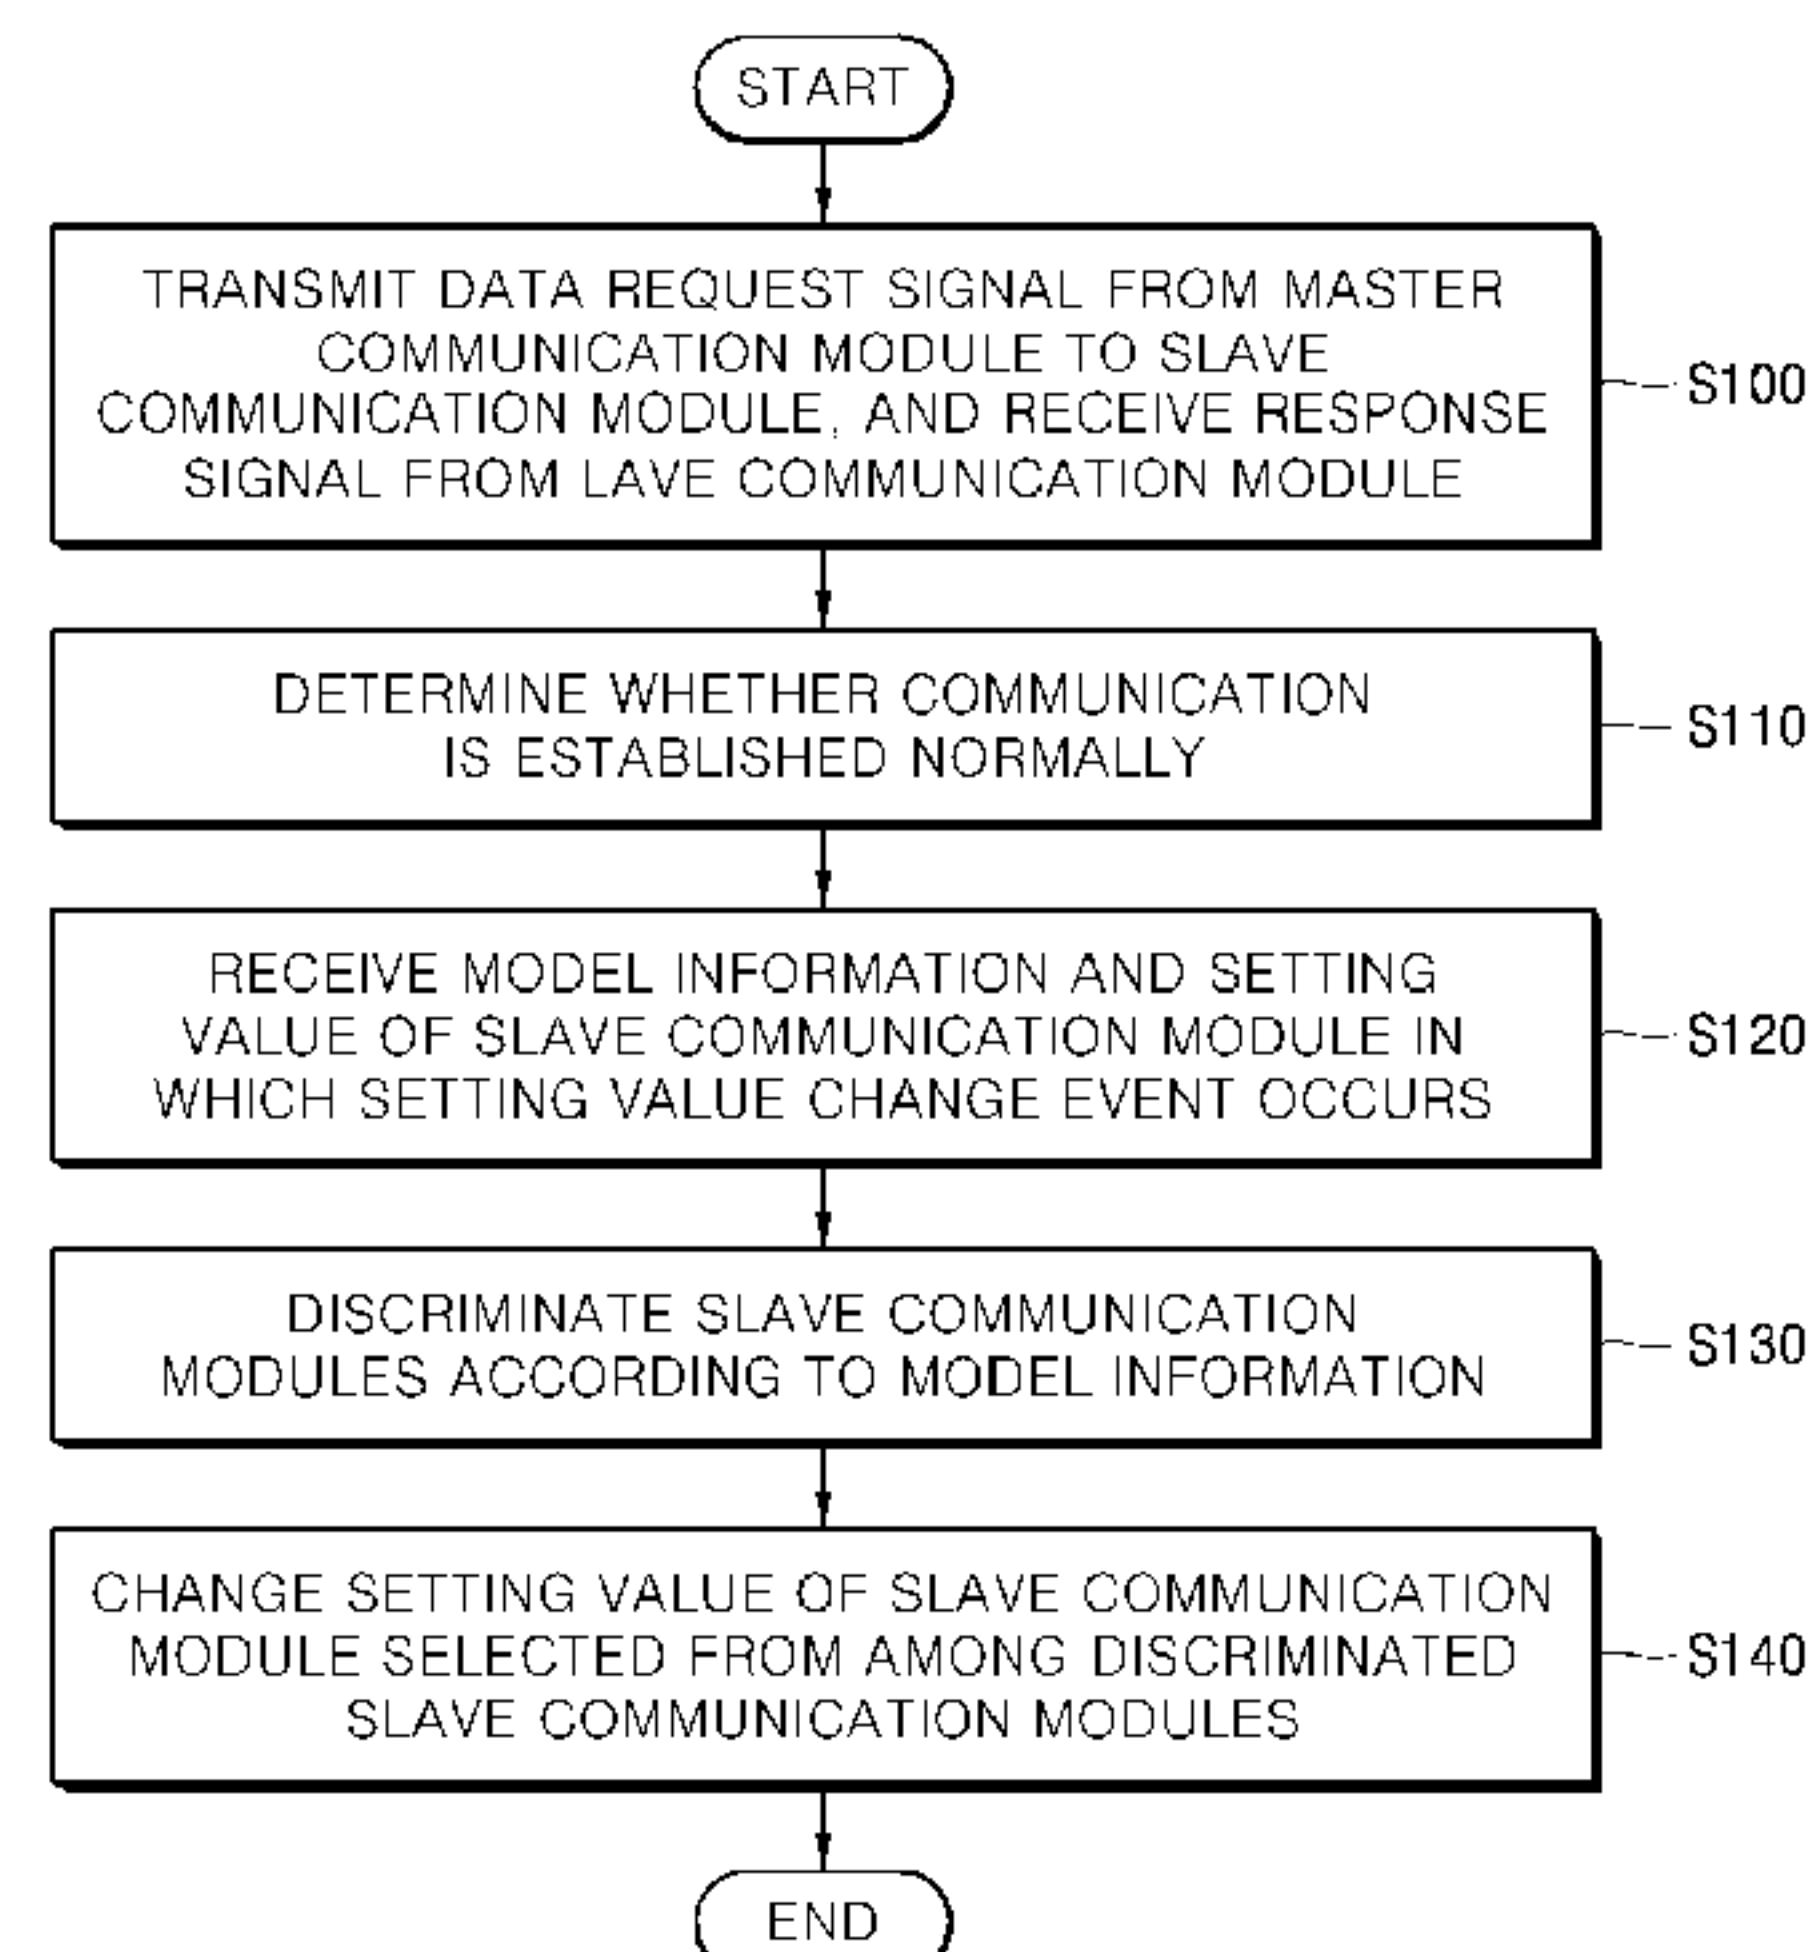 START
TRANSMIT DATA REQUEST SIGNAL FROM MASTER
COMMUNICATION MODULE TO SLAVE
COMMUNICATION MODULE, AND RECEIVE RESPONSE
SIGNAL FROM LAVE COMMUNICATION MODULE
S100
DETERMINE WHETHER COMMUNICATION
IS ESTABLISHED NORMALLY
S110
RECEIVE MODEL INFORMATION AND SETTING
VALUE OF SLAVE COMMUNICATION MODULE IN
WHICH SETTING VALUE CHANGE EVENT OCCURS
S120
DISCRIMINATE SLAVE COMMUNICATION
MODULES ACCORDING TO MODEL INFORMATION
S130
CHANGE SETTING VALUE OF SLAVE COMMUNICATION
MODULE SELECTED FROM AMONG DISCRIMINATED
SLAVE COMMUNICATION MODULES
S140
END